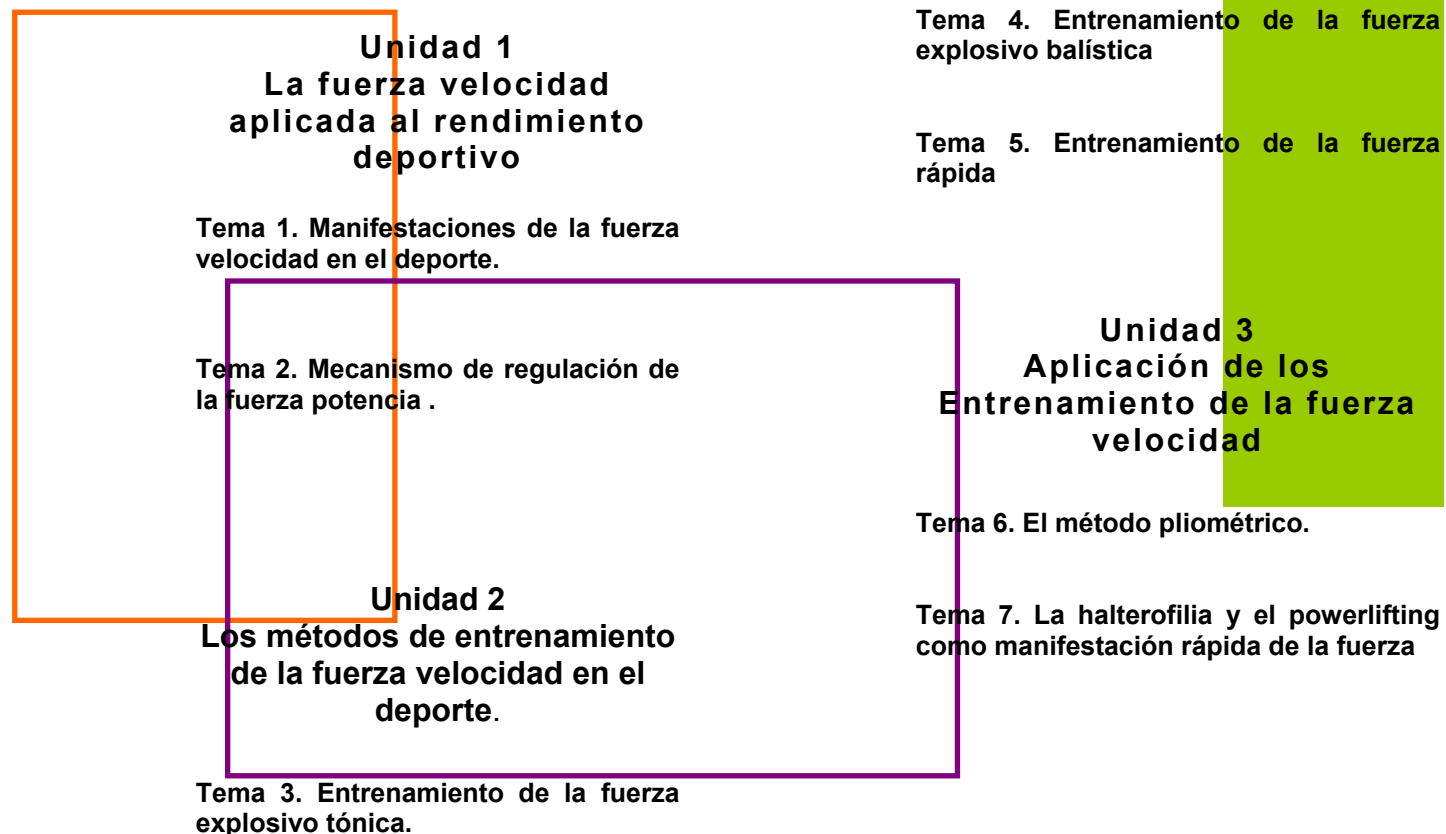 Unidad 1
La fuerza velocidad
aplicada al rendimiento
deportivo
Tema 1. Manifestaciones de la fuerza
velocidad en el deporte.
Tema 2. Mecanismo de regulación de
la fuerza potencia .
Unidad 2
Los métodos de entrenamiento
de la fuerza velocidad en el
deporte.
Tema 3. Entrenamiento de la fuerza
explosivo tónica.
Tema 4. Entrenamiento de la fuerza
explosivo balística
Tema 5. Entrenamiento de la fuerza
rápida
Unidad 3
Aplicación de los
Entrenamiento de la fuerza
velocidad
Tema 6. El método pliométrico.
Tema 7. La halterofilia y el powerlifting
como manifestación rápida de la fuerza